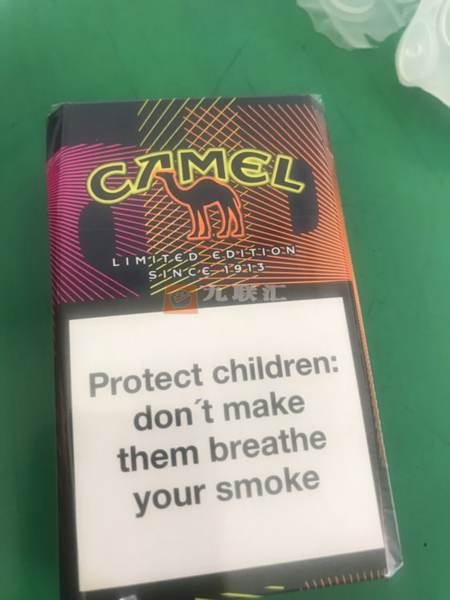 CAMEL
LIMITED EDITION
SINCE 1913
九联汇
Protect children:
don´t make
them breathe
your smoke